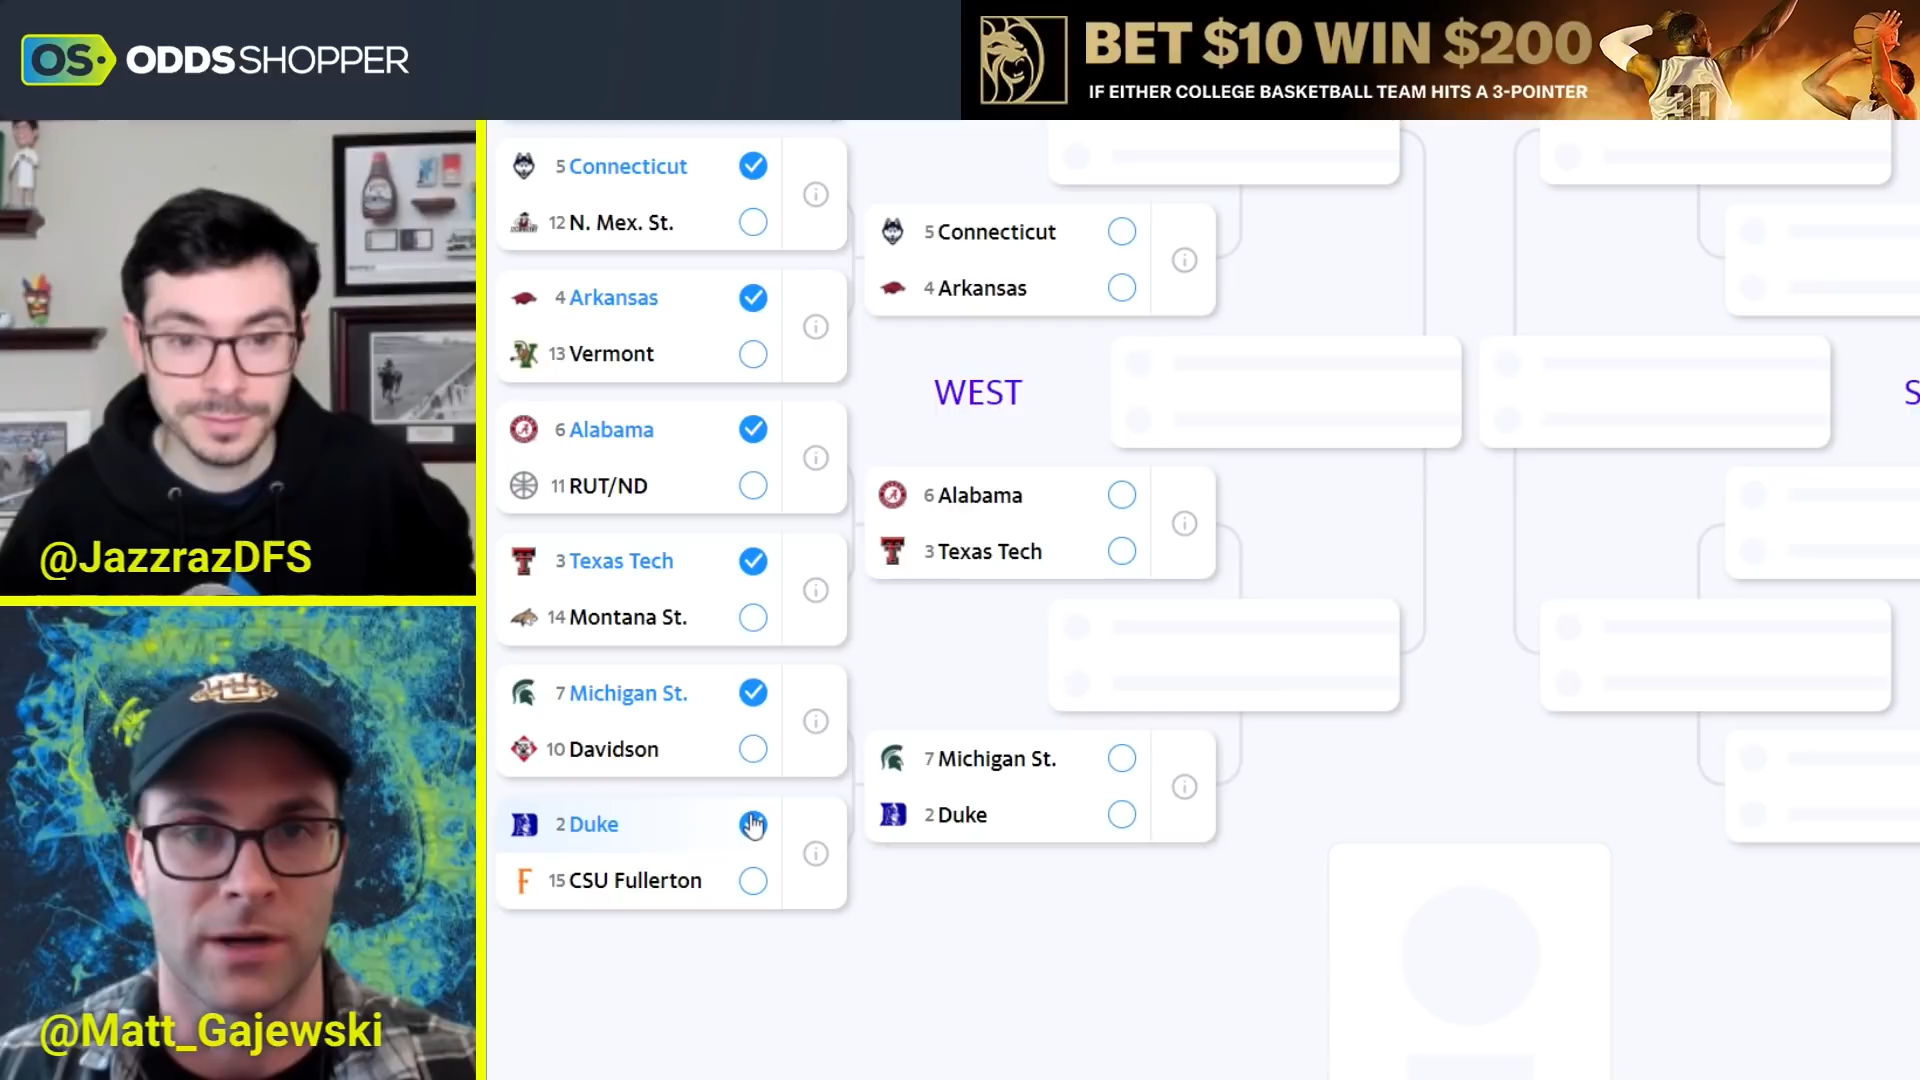 OS. ODDSSHOPPER
BET $10 WIN $200
IF EITHER COLLEGE BASKETBALL TEAM HITS A 3-POINTER
5 Connecticut
12 N. Mex. St.
4 Arkansas
13 Vermont
6 Alabama
11 RUT/ND
3 Texas Tech
14 Montana St.
7 Michigan St.
10 Davidson
2 Duke
15 CSU Fullerton
5 Connecticut
4 Arkansas
WEST
6 Alabama
3 Texas Tech
7 Michigan St.
2 Duke
S
@JazzrazDFS
@Matt_Gajewski
30